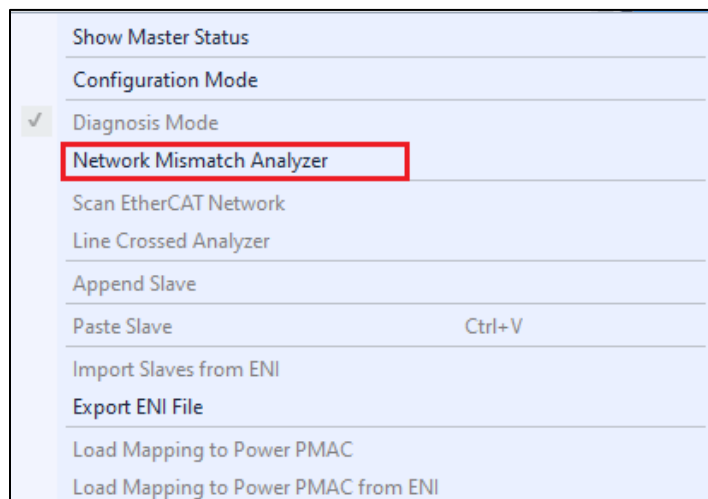 Show Master Status
Configuration Mode
Diagnosis Mode
Network Mismatch Analyzer
Scan EtherCAT Network
Line Crossed Analyzer
Append Slave
Paste Slave Ctrl+V
Import Slaves from ENI
Export ENI File
Load Mapping to Power PMAC
Load Mapping to Power PMAC from ENI